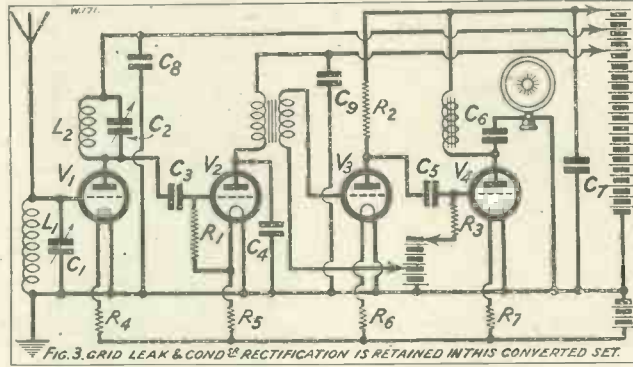 W.171.
C8
C9
R2
C6
L2
C2
C7
V1
C3
V2
V3
C5
V4
L1
C1
R1
C4
R3
R4
R5
R6
R7
FIG. 3. GRID LEAK & CONDSR RECTIFICATION IS RETAINED IN THIS CONVERTED SET.